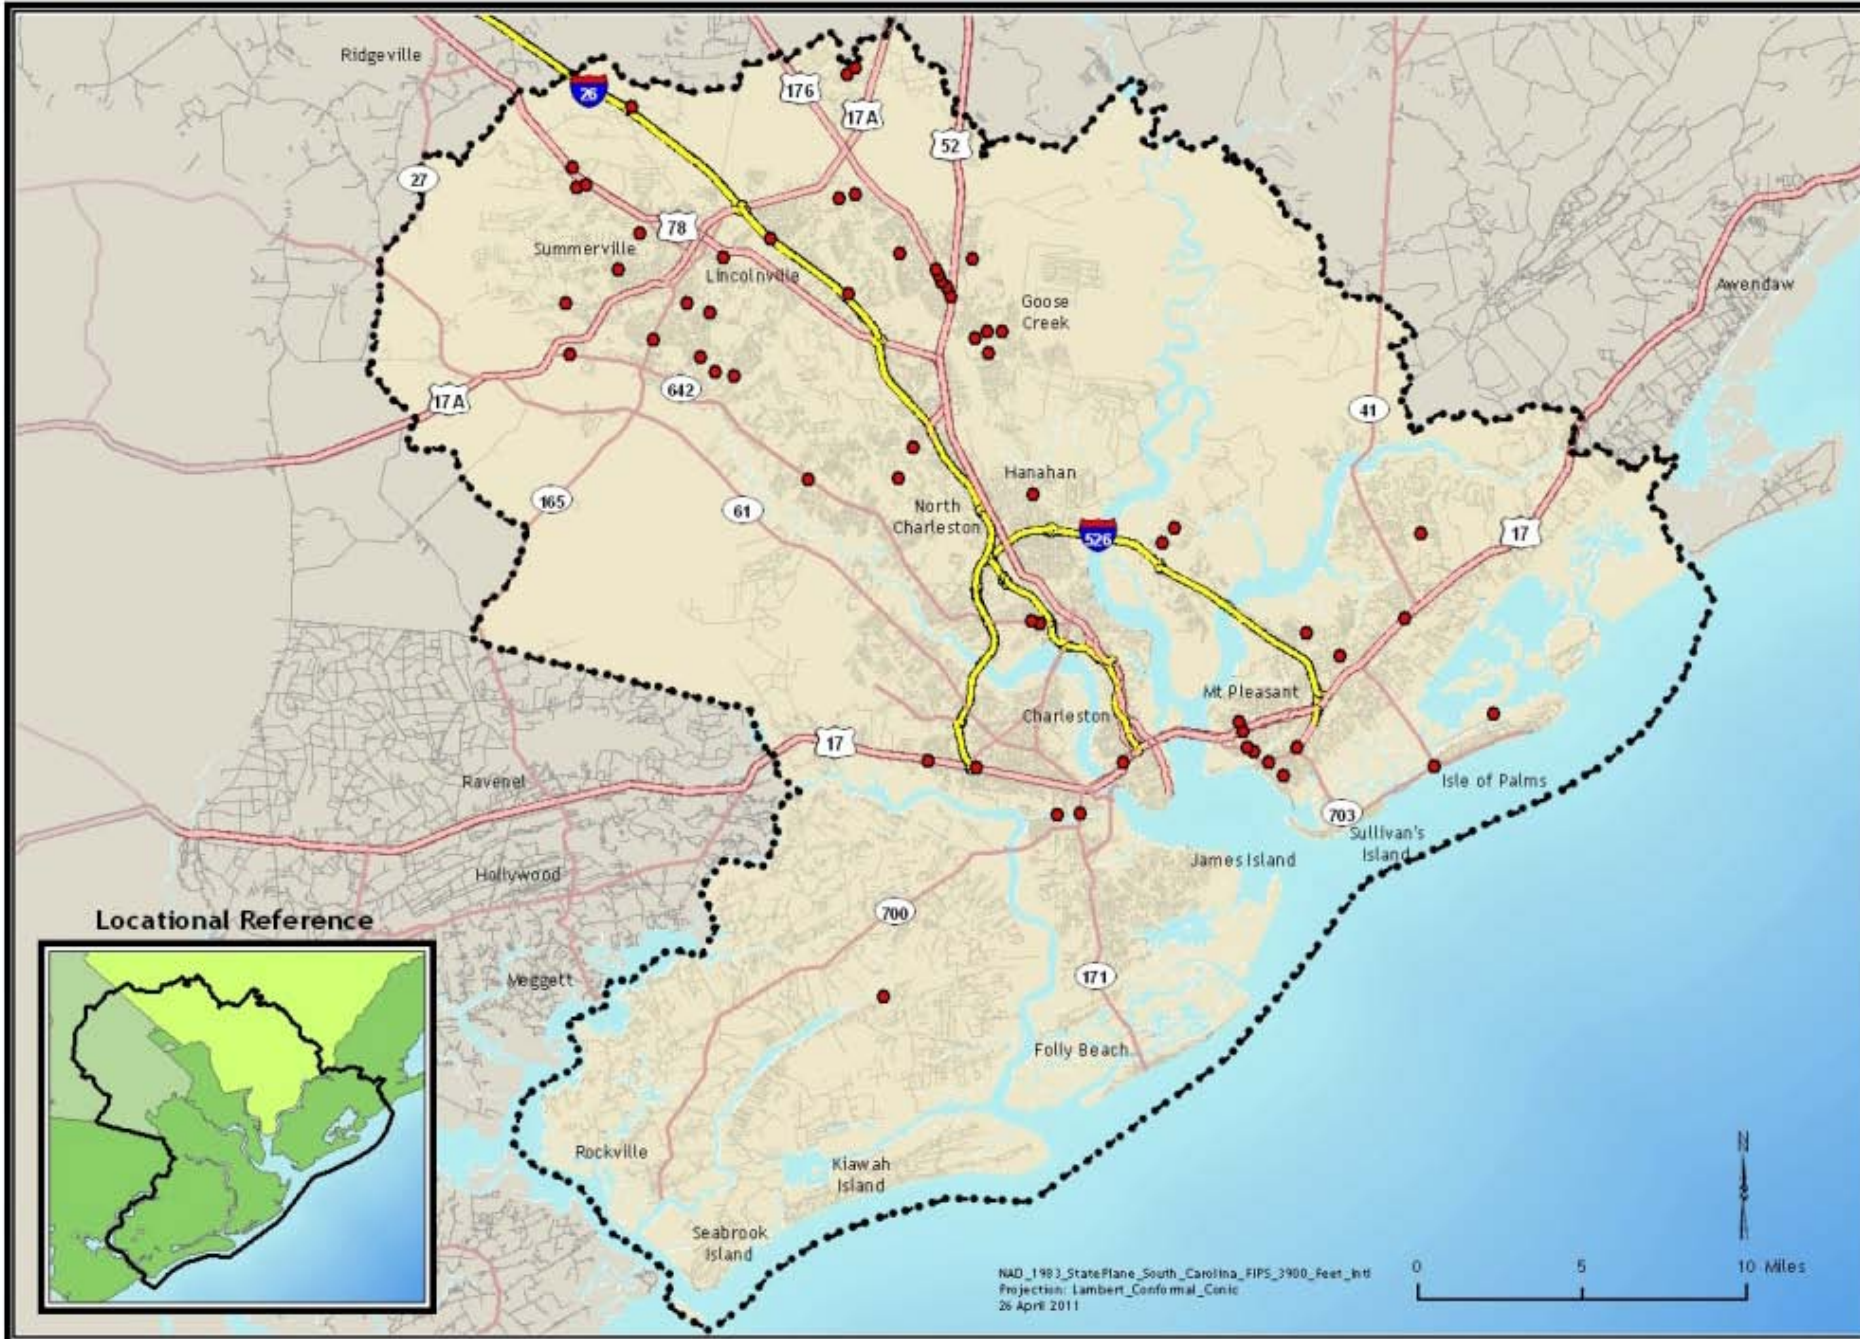 Ridgeville
26
176
17A
52
27
78
Summerville
Lincolnville
Goose
Creek
Awendaw
642
17A
41
165
61
Hanahan
North
Charleston
526
17
Mt Pleasant
Charleston
17
Ravenel
Isle of Palms
703
Sullivan's
Island
James Island
Hollywood
700
Locational Reference
171
Meggett
Folly Beach
Rockville
Kiawah
Island
Seabrook
Island
N
0 5 10 Miles
NAD_1983_StatePlane_South_Carolina_FIPS_3900_Feet_Intl
Projection: Lambert_Conformal_Conic
26 April 2011